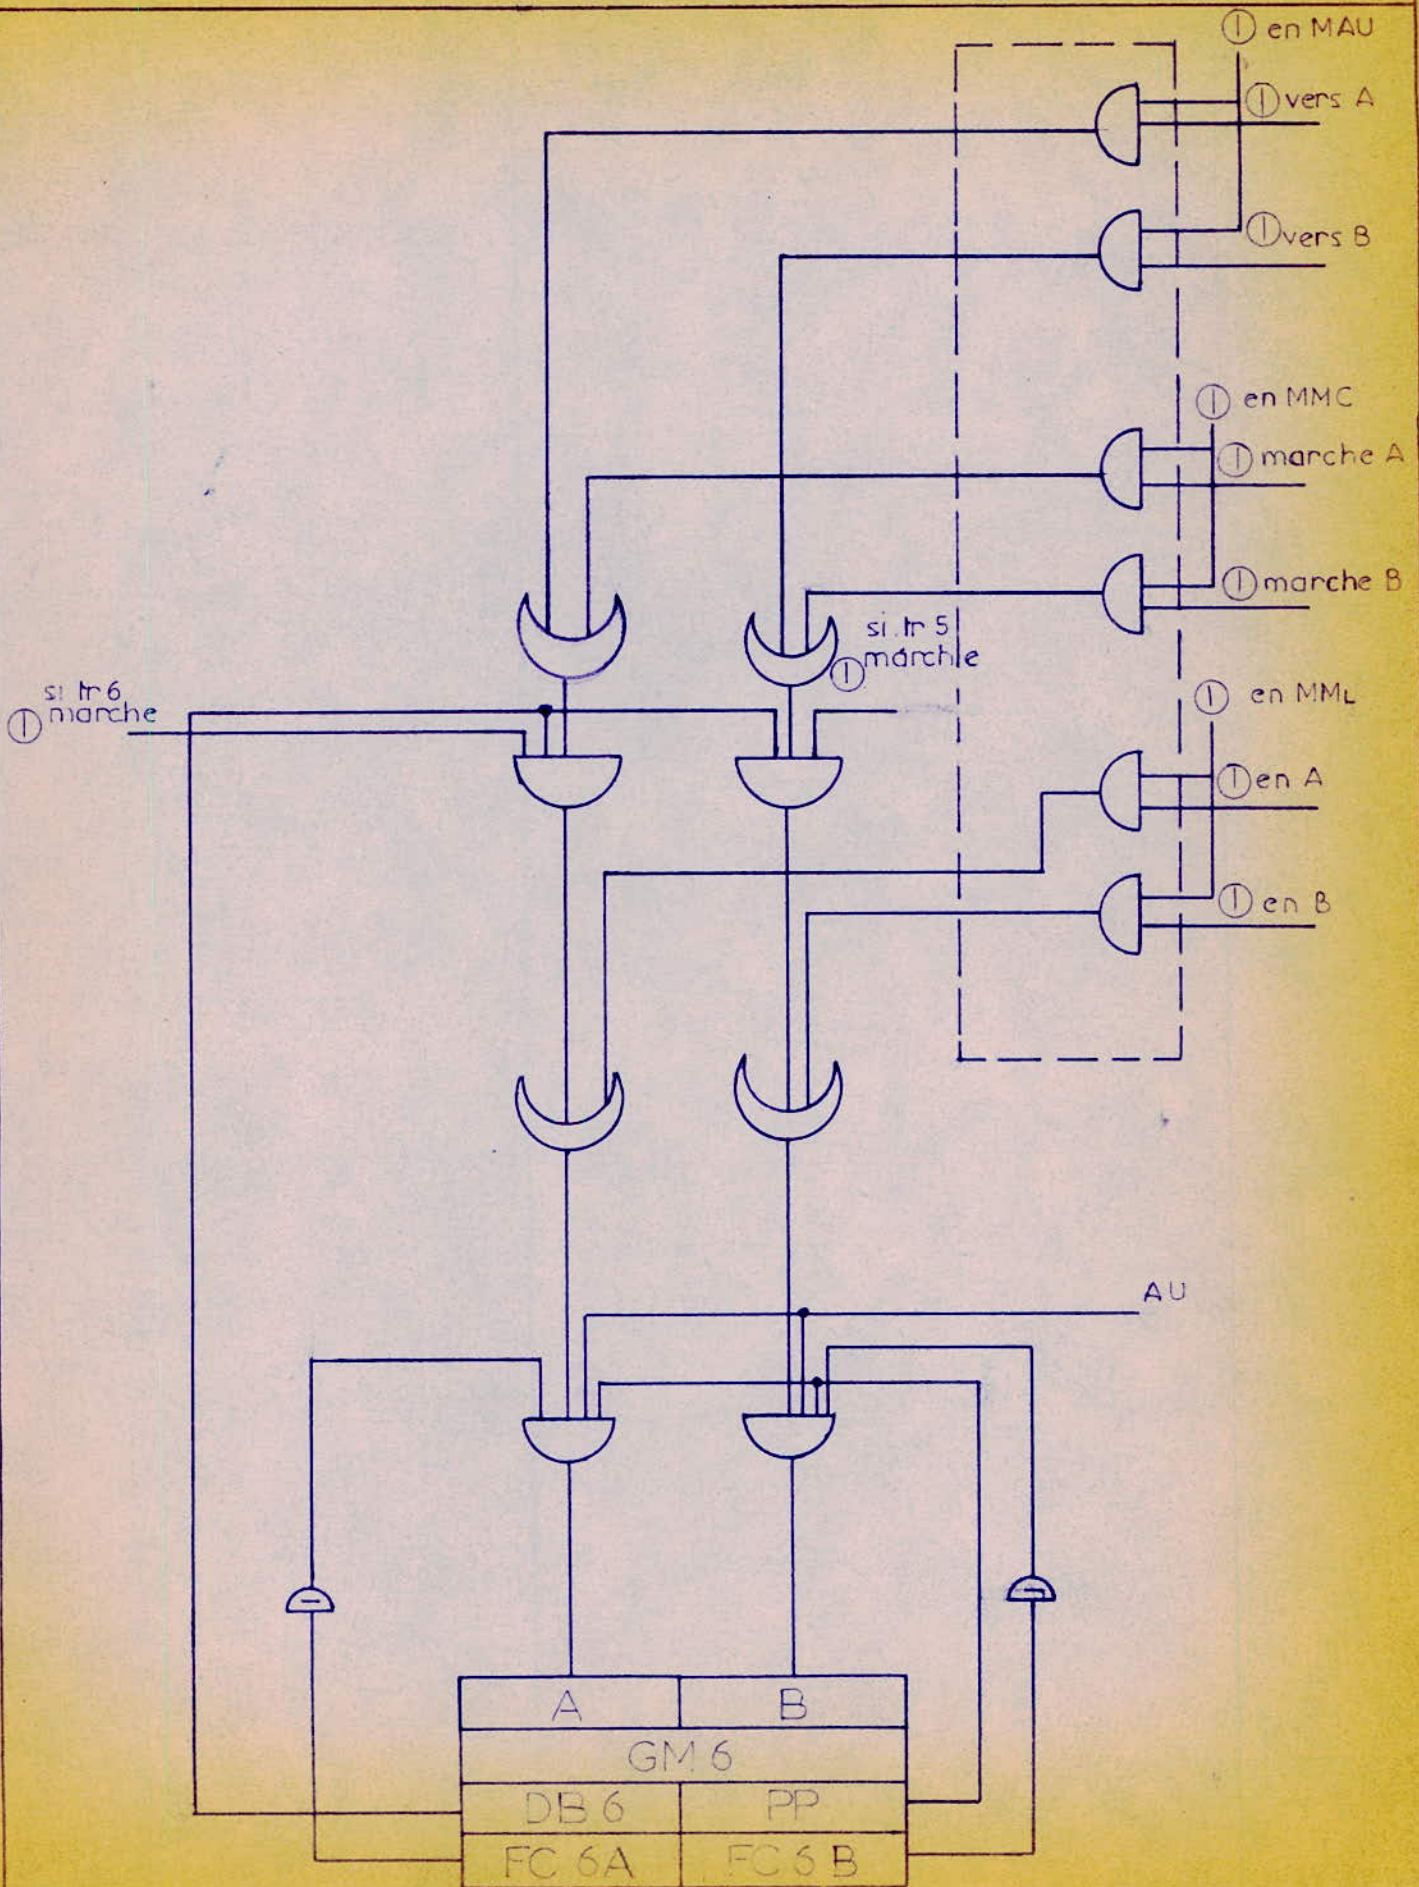 ① en MAU
① vers A
① vers B
① en MMC
① marche A
① marche B
si tr 5
① marche
si tr 6
① marche
① en MML
① en A
① en B
AU
A B
GM 6
DB 6 PP
FC 6A FC 6 B